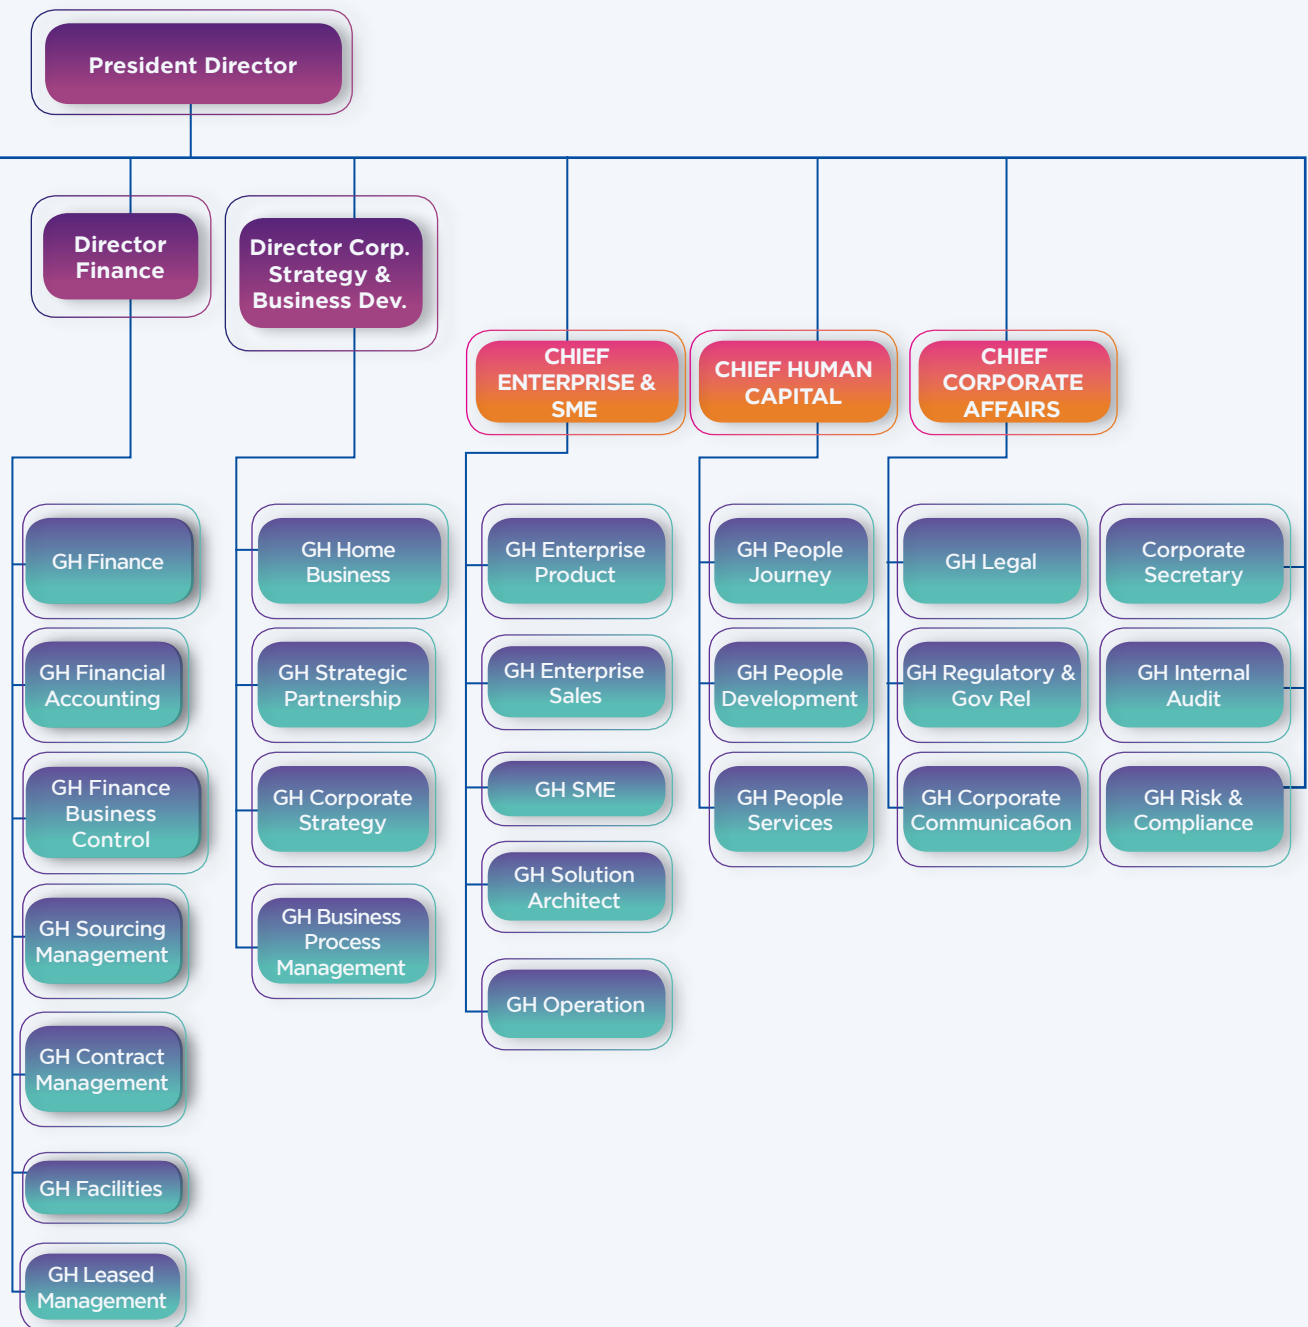 President Director
Director
Finance
Director Corp.
Strategy &
Business Dev.
CHIEF
ENTERPRISE &
SME
CHIEF HUMAN
CAPITAL
CHIEF
CORPORATE
AFFAIRS
GH Finance
GH Financial
Accounting
GH Finance
Business
Control
GH Sourcing
Management
GH Contract
Management
GH Facilities
GH Leased
Management
GH Home
Business
GH Strategic
Partnership
GH Corporate
Strategy
GH Business
Process
Management
GH Enterprise
Product
GH Enterprise
Sales
GH SME
GH Solution
Architect
GH Operation
GH People
Journey
GH People
Development
GH People
Services
GH Legal
GH Regulatory &
Gov Rel
GH Corporate
Communica6on
Corporate
Secretary
GH Internal
Audit
GH Risk &
Compliance